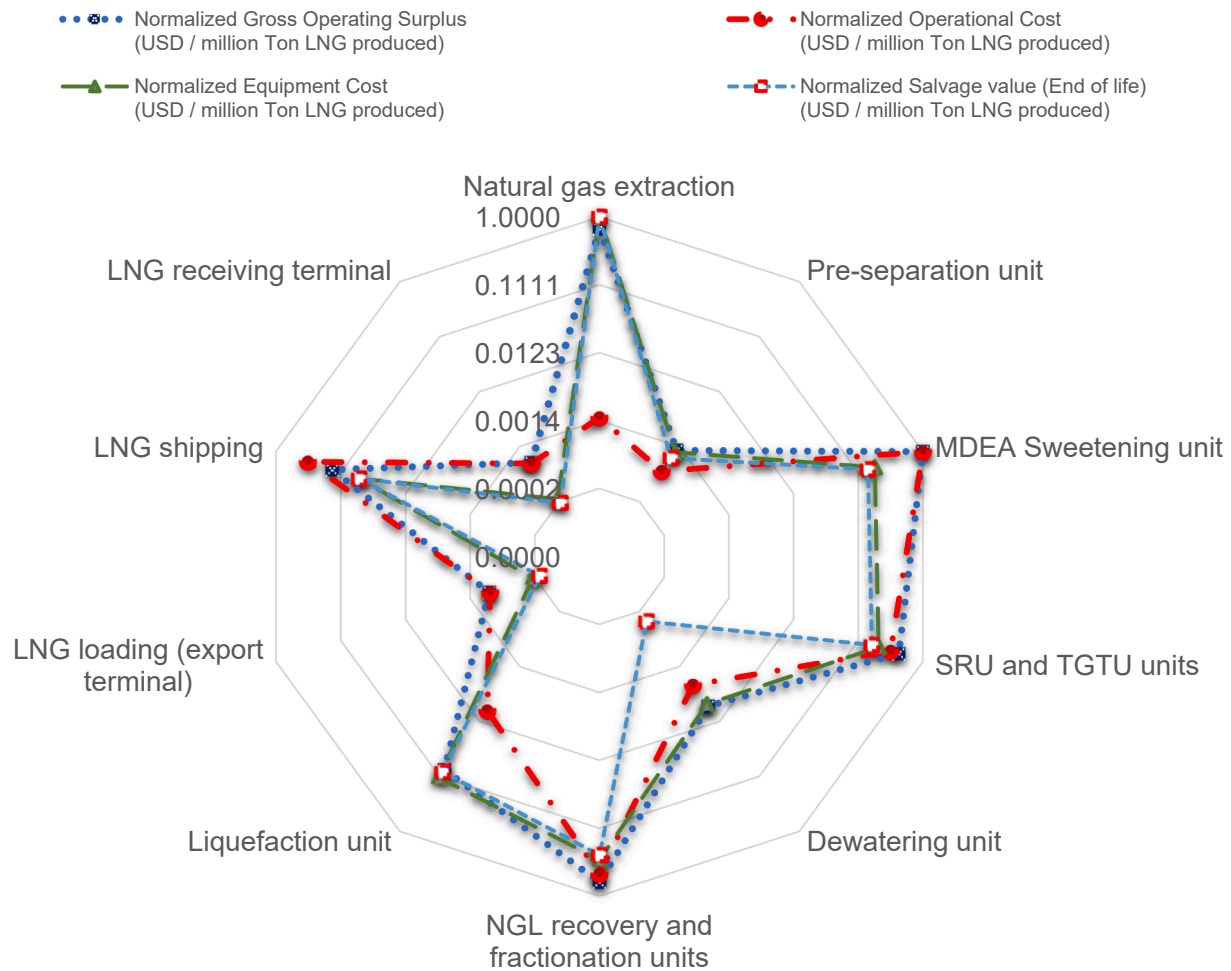 Normalized Gross Operating Surplus
(USD / million Ton LNG produced)
Normalized Operational Cost
(USD / million Ton LNG produced)
Normalized Equipment Cost
(USD / million Ton LNG produced)
Normalized Salvage value (End of life)
(USD / million Ton LNG produced)
Natural gas extraction
1.0000
LNG receiving terminal
Pre-separation unit
0.1111
0.0123
0.0014
LNG shipping
MDEA Sweetening unit
0.0002
0.0000
LNG loading (export
terminal)
SRU and TGTU units
Liquefaction unit
Dewatering unit
NGL recovery and
fractionation units